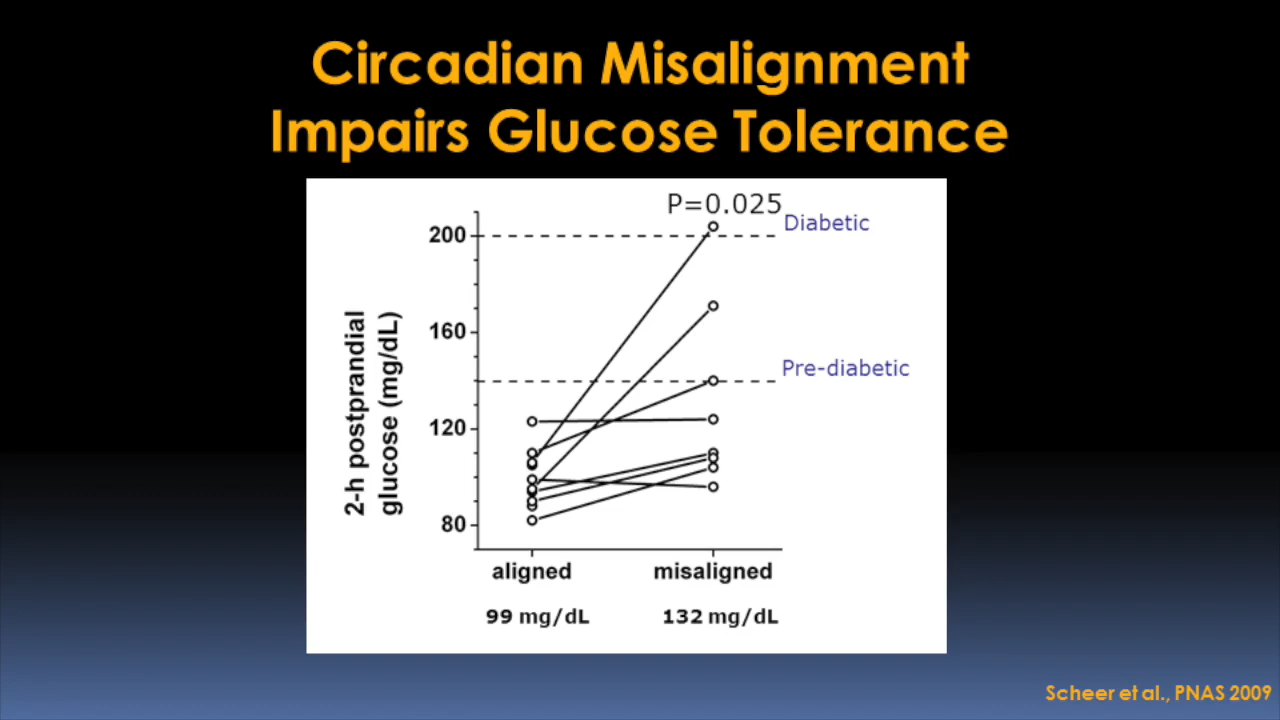 Circadian Misalignment
Impairs Glucose Tolerance
P=0.025
Diabetic
200
160
Pre-diabetic
120
80
2-h postprandial
glucose (mg/dL)
aligned
misaligned
99 mg/dL
132 mg/dL
Scheer et al., PNAS 2009